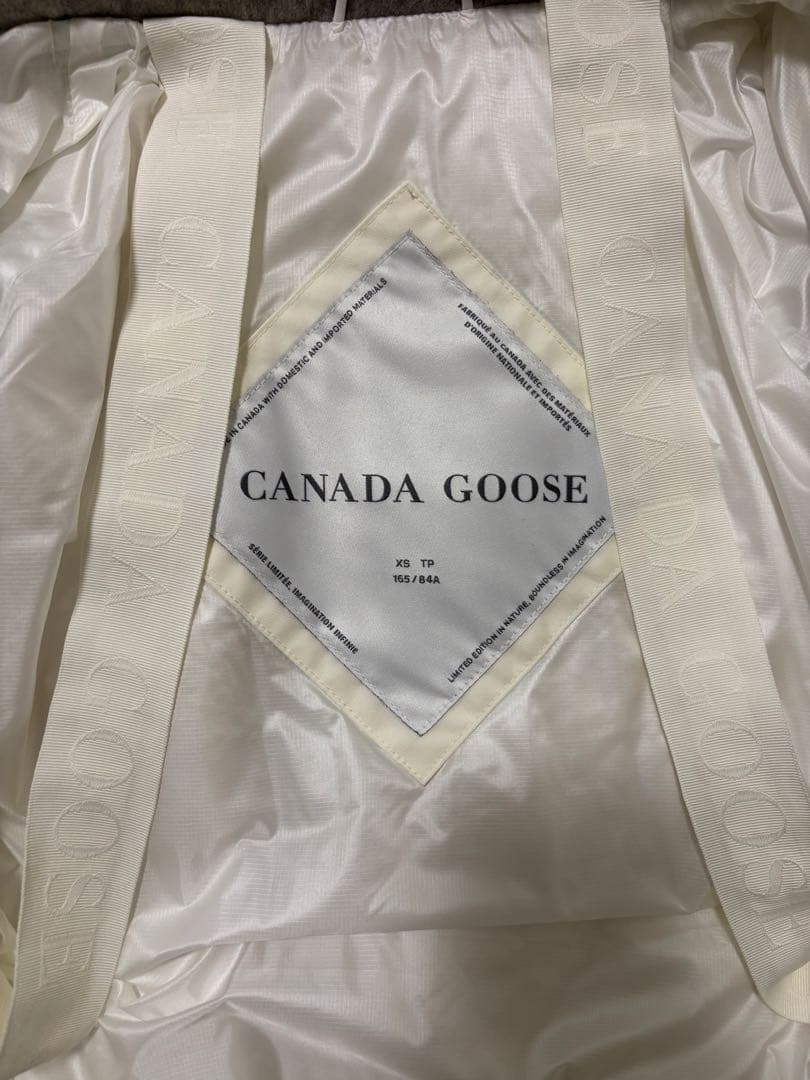 OSE CANADA GOOSE
OSE CANADA GOOSE
IN CANADA WITH DOMESTIC AND IMPORTED MATERIALS
FABRIQUÉ AU CANADA AVEC DES MATÉRIAUX
D'ORIGINE NATIONALE ET IMPORTÉS
CANADA GOOSE
XS TP
165 / 84A
SÉRIE LIMITÉE, IMAGINATION INFINIE
LIMITED EDITION IN NATURE, BOUNDLESS IN IMAGINATION